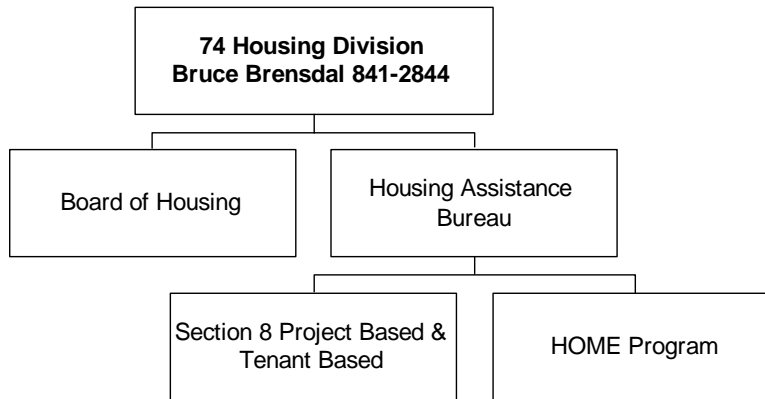 74 Housing Division
Bruce Brensdal 841-2844
Board of Housing
Housing Assistance
Bureau
Section 8 Project Based &
Tenant Based
HOME Program